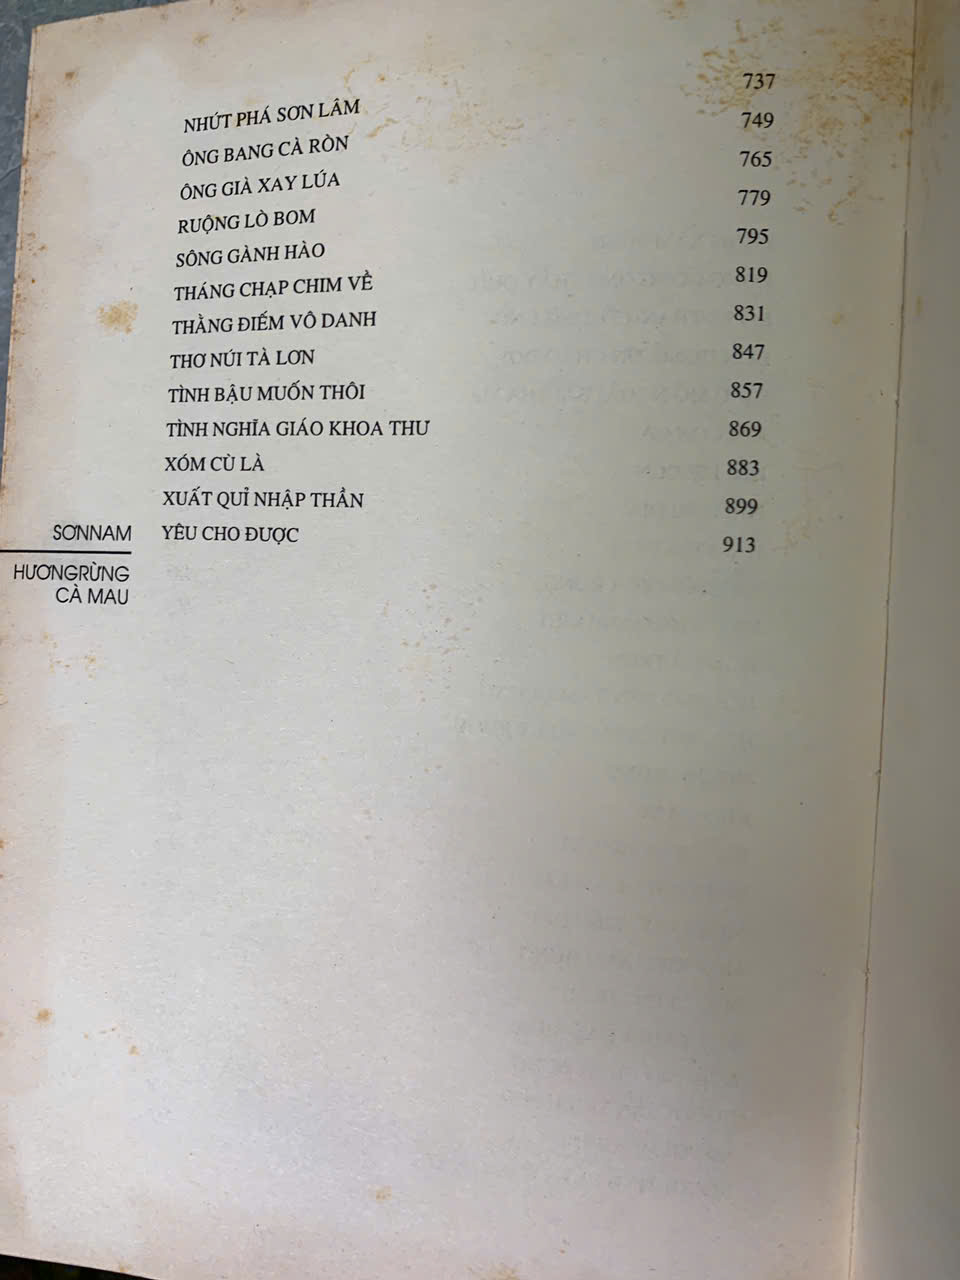 NHỨT PHÁ SƠN LÂM 737
ÔNG BANG CÀ RÒN 749
ÔNG GIÀ XAY LÚA 765
RUỘNG LÒ BOM 779
SÔNG GÀNH HÀO 795
THÁNG CHẠP CHIM VỀ 819
THẰNG ĐIẾM VÔ DANH 831
THƠ NÚI TÀ LƠN 847
TÌNH BẬU MUỐN THÔI 857
TÌNH NGHĨA GIÁO KHOA THƯ 869
XÓM CÙ LÀ 883
XUẤT QUỈ NHẬP THẦN 899
YÊU CHO ĐƯỢC 913
SƠNNAM
HƯƠNGRỪNG
CÀ MAU